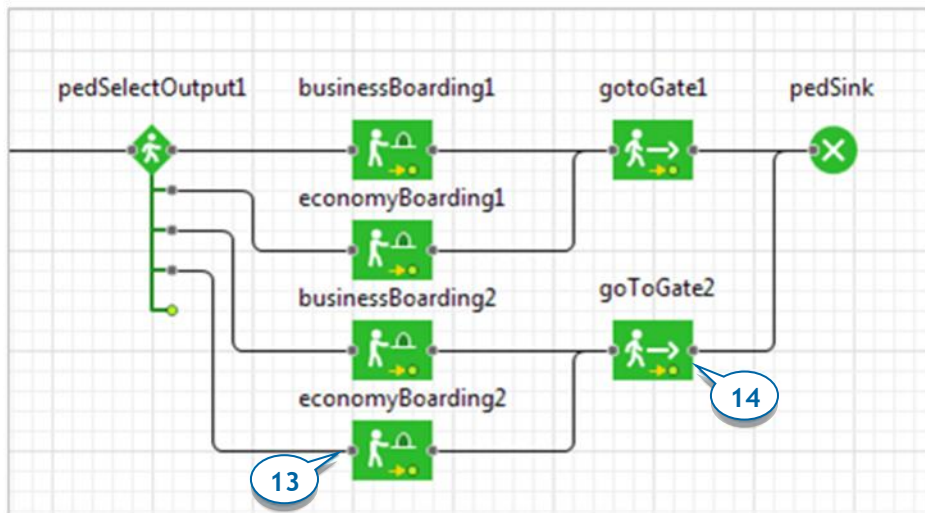 pedSelectOutput1 businessBoarding1 gotoGate1 pedSink
economyBoarding1
businessBoarding2 goToGate2
economyBoarding2
14
13